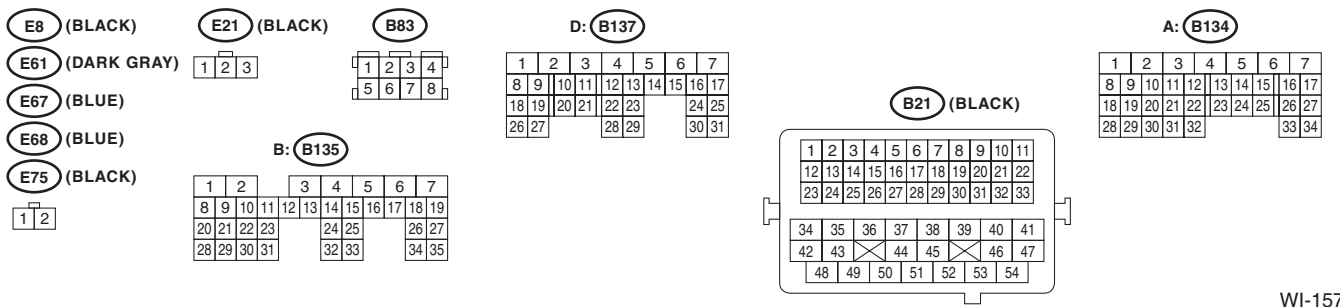 E8 (BLACK)
E61 (DARK GRAY)
E67 (BLUE)
E68 (BLUE)
E75 (BLACK)
1 2
E21 (BLACK)
1 2 3
B83
1 2 3 4
5 6 7 8
B: B135
1 2 3 4 5 6 7
8 9 10 11 12 13 14 15 16 17 18 19
20 21 22 23 24 25 26 27
28 29 30 31 32 33 34 35
D: B137
1 2 3 4 5 6 7
8 9 10 11 12 13 14 15 16 17
18 19 20 21 22 23 24 25
26 27 28 29 30 31
B21 (BLACK)
1 2 3 4 5 6 7 8 9 10 11
12 13 14 15 16 17 18 19 20 21 22
23 24 25 26 27 28 29 30 31 32 33
34 35 36 37 38 39 40 41
42 43 44 45 46 47
48 49 50 51 52 53 54
A: B134
1 2 3 4 5 6 7
8 9 10 11 12 13 14 15 16 17
18 19 20 21 22 23 24 25 26 27
28 29 30 31 32 33 34
WI-157